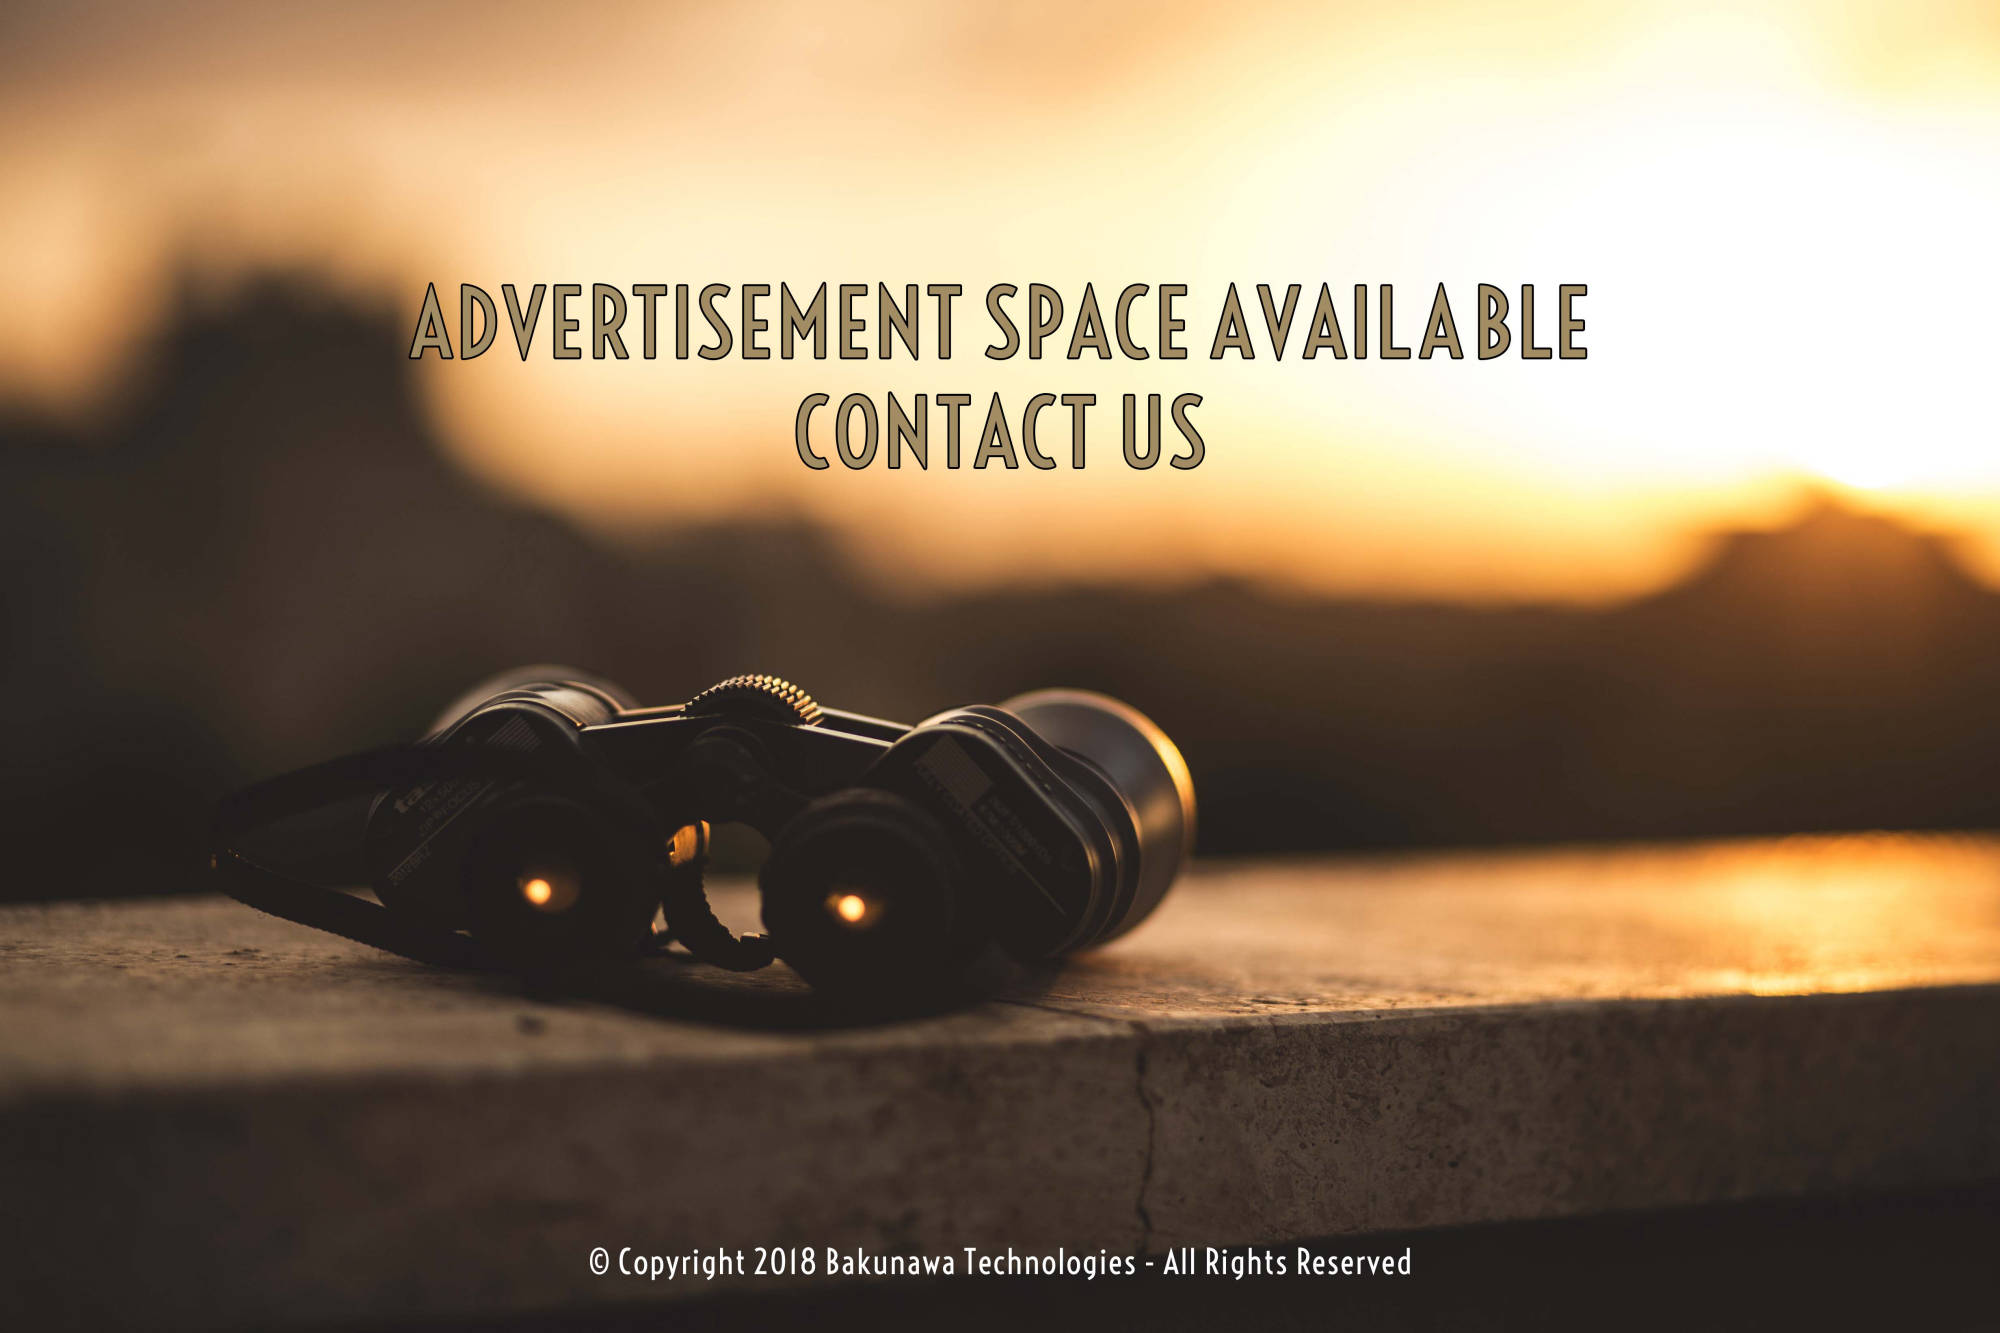 ADVERTISEMENT SPACE AVAILABLE
CONTACT US
© Copyright 2018 Bakunawa Technologies - All Rights Reserved